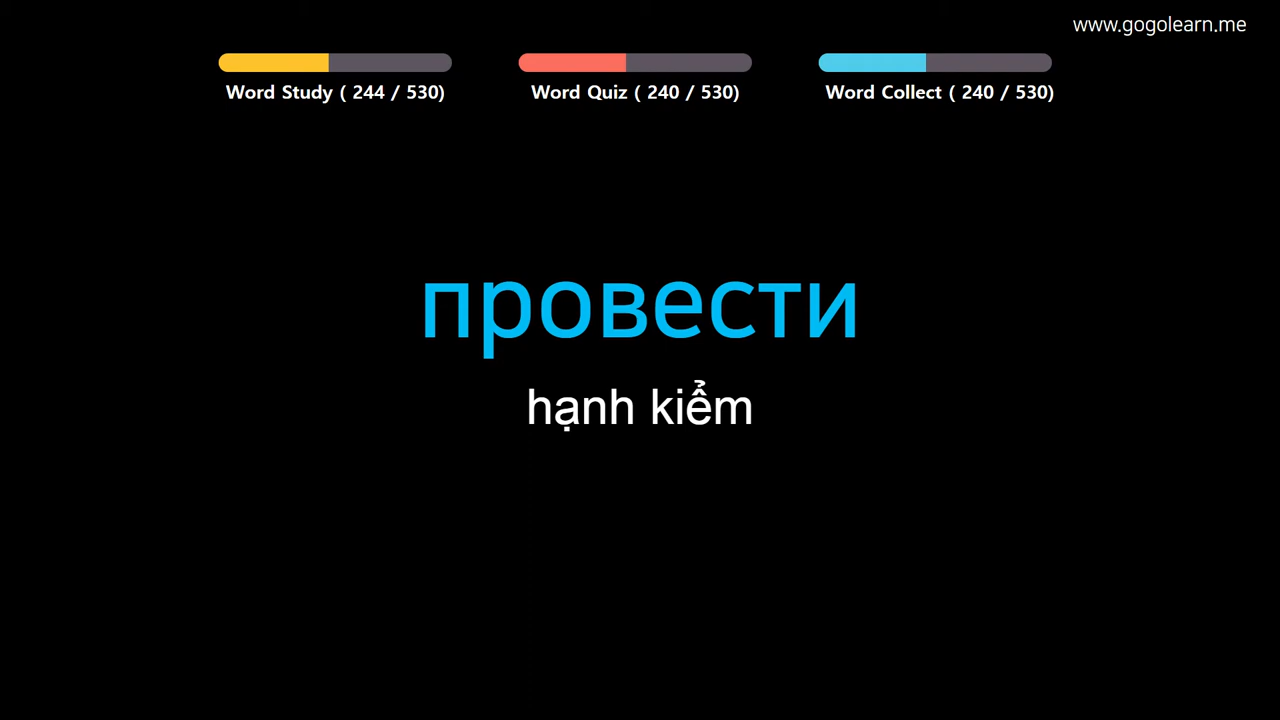 www.gogolearn.me
Word Study ( 244 / 530)
Word Quiz ( 240 / 530)
Word Collect ( 240 / 530)
провести
hạnh kiểm